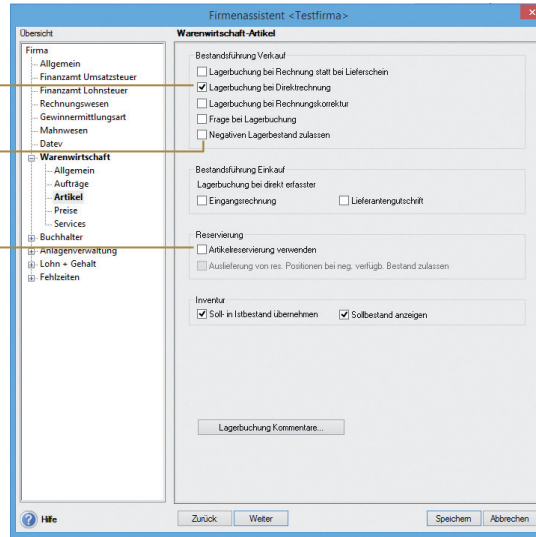 Firmenassistent <Testfirma>
Übersicht
Firma
Allgemein
Finanzamt Umsatzsteuer
Finanzamt Lohnsteuer
Rechnungswesen
Gewinnermittlungsart
Mahnwesen
Datev
Warenwirtschaft
Allgemein
Aufträge
Artikel
Preise
Services
Buchhalter
Anlagenverwaltung
Lohn + Gehalt
Fehlzeiten
Warenwirtschaft-Artikel
Bestandsführung Verkauf
Lagerbuchung bei Rechnung statt bei Lieferschein
Lagerbuchung bei Direktrechnung
Lagerbuchung bei Rechnungskorrektur
Frage bei Lagerbuchung
Negativen Lagerbestand zulassen
Bestandsführung Einkauf
Lagerbuchung bei direkt erfasster
Eingangsrechnung Lieferantengutschrift
Reservierung
Artikelreservierung verwenden
Auslieferung von res. Positionen bei neg. verfügb. Bestand zulassen
Inventur
Soll- in Istbestand übernehmen Sollbestand anzeigen
Lagerbuchung Kommentare...
Hilfe Zurück Weiter Speichern Abbrechen